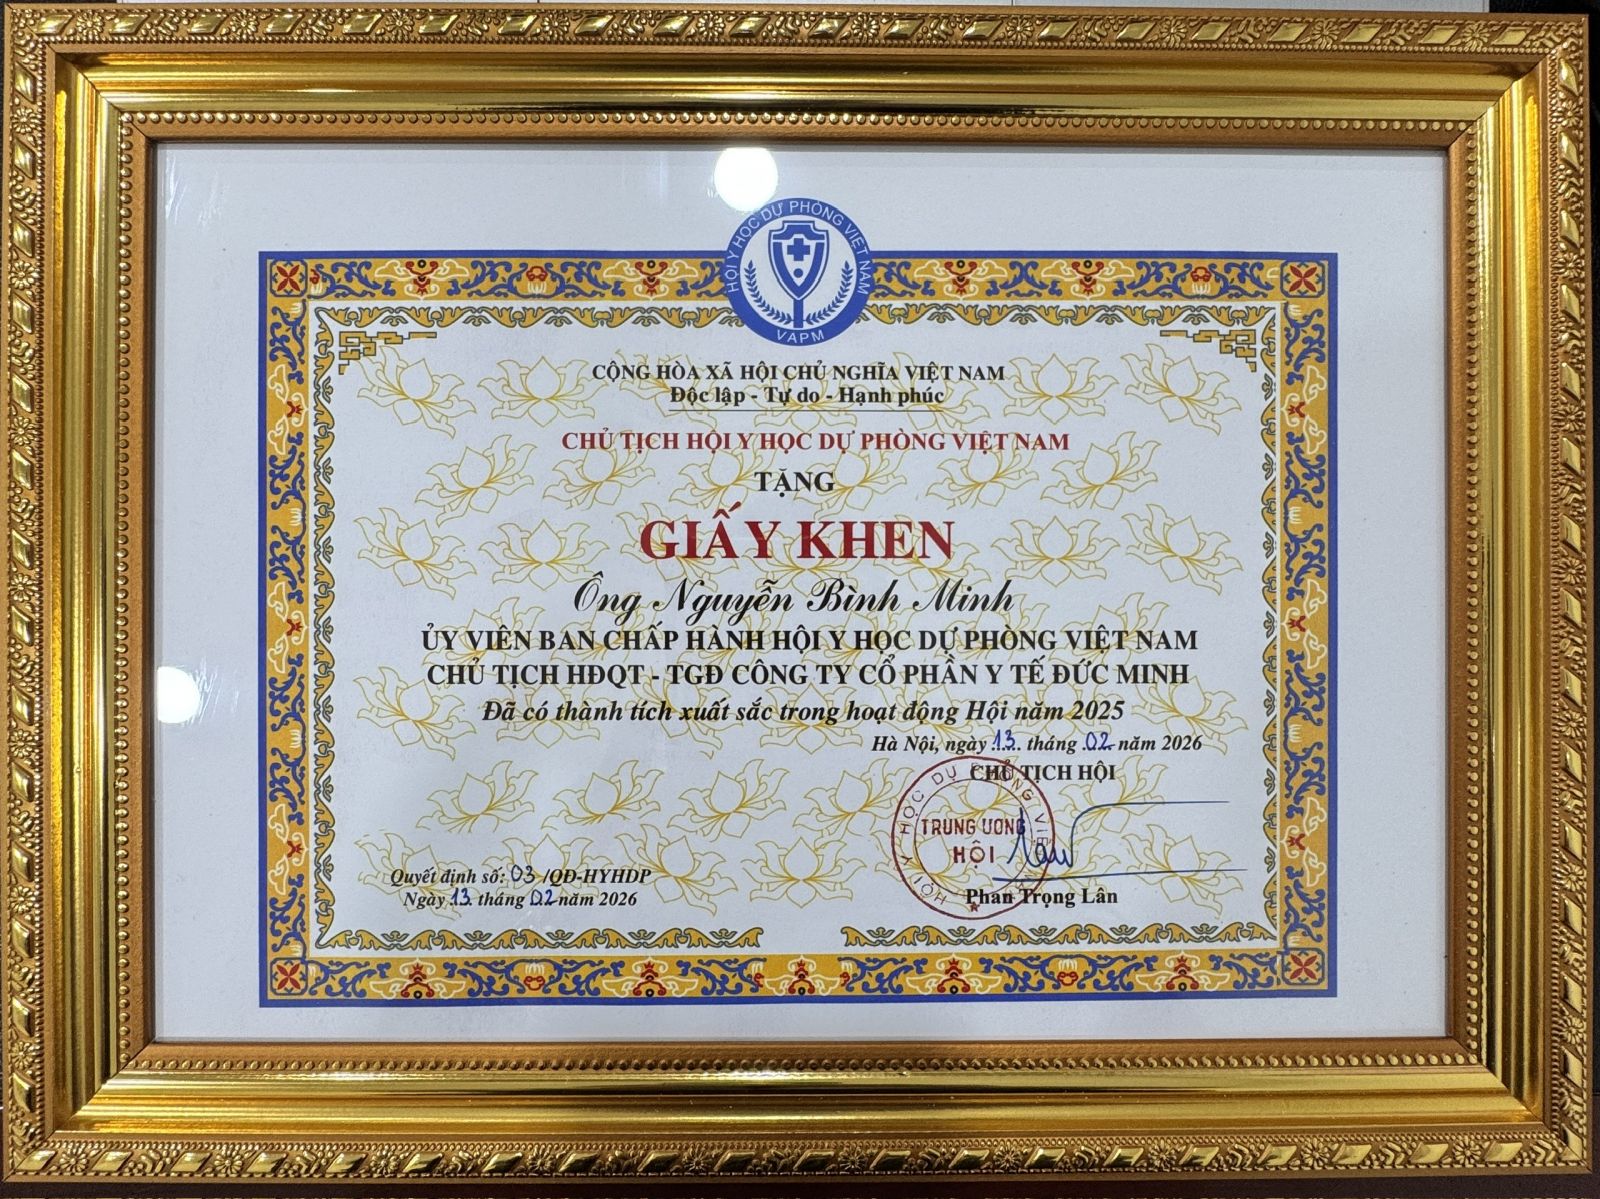 HỘI Y HỌC DỰ PHÒNG VIỆT NAM
VAPM
CỘNG HÒA XÃ HỘI CHỦ NGHĨA VIỆT NAM
Độc lập - Tự do - Hạnh phúc
CHỦ TỊCH HỘI Y HỌC DỰ PHÒNG VIỆT NAM
TẶNG
GIẤY KHEN
Ông Nguyễn Bình Minh
ỦY VIÊN BAN CHẤP HÀNH HỘI Y HỌC DỰ PHÒNG VIỆT NAM
CHỦ TỊCH HĐQT - TGĐ CÔNG TY CỔ PHẦN Y TẾ ĐỨC MINH
Đã có thành tích xuất sắc trong hoạt động Hội năm 2025
Hà Nội, ngày 13. tháng 02 năm 2026
CHỦ TỊCH HỘI
HỘI Y HỌC DỰ PHÒNG VIỆT
TRUNG ƯƠNG
HỘI
Phan Trọng Lân
Quyết định số: 03 /QĐ-HYHDP
Ngày 13. tháng 02 năm 2026